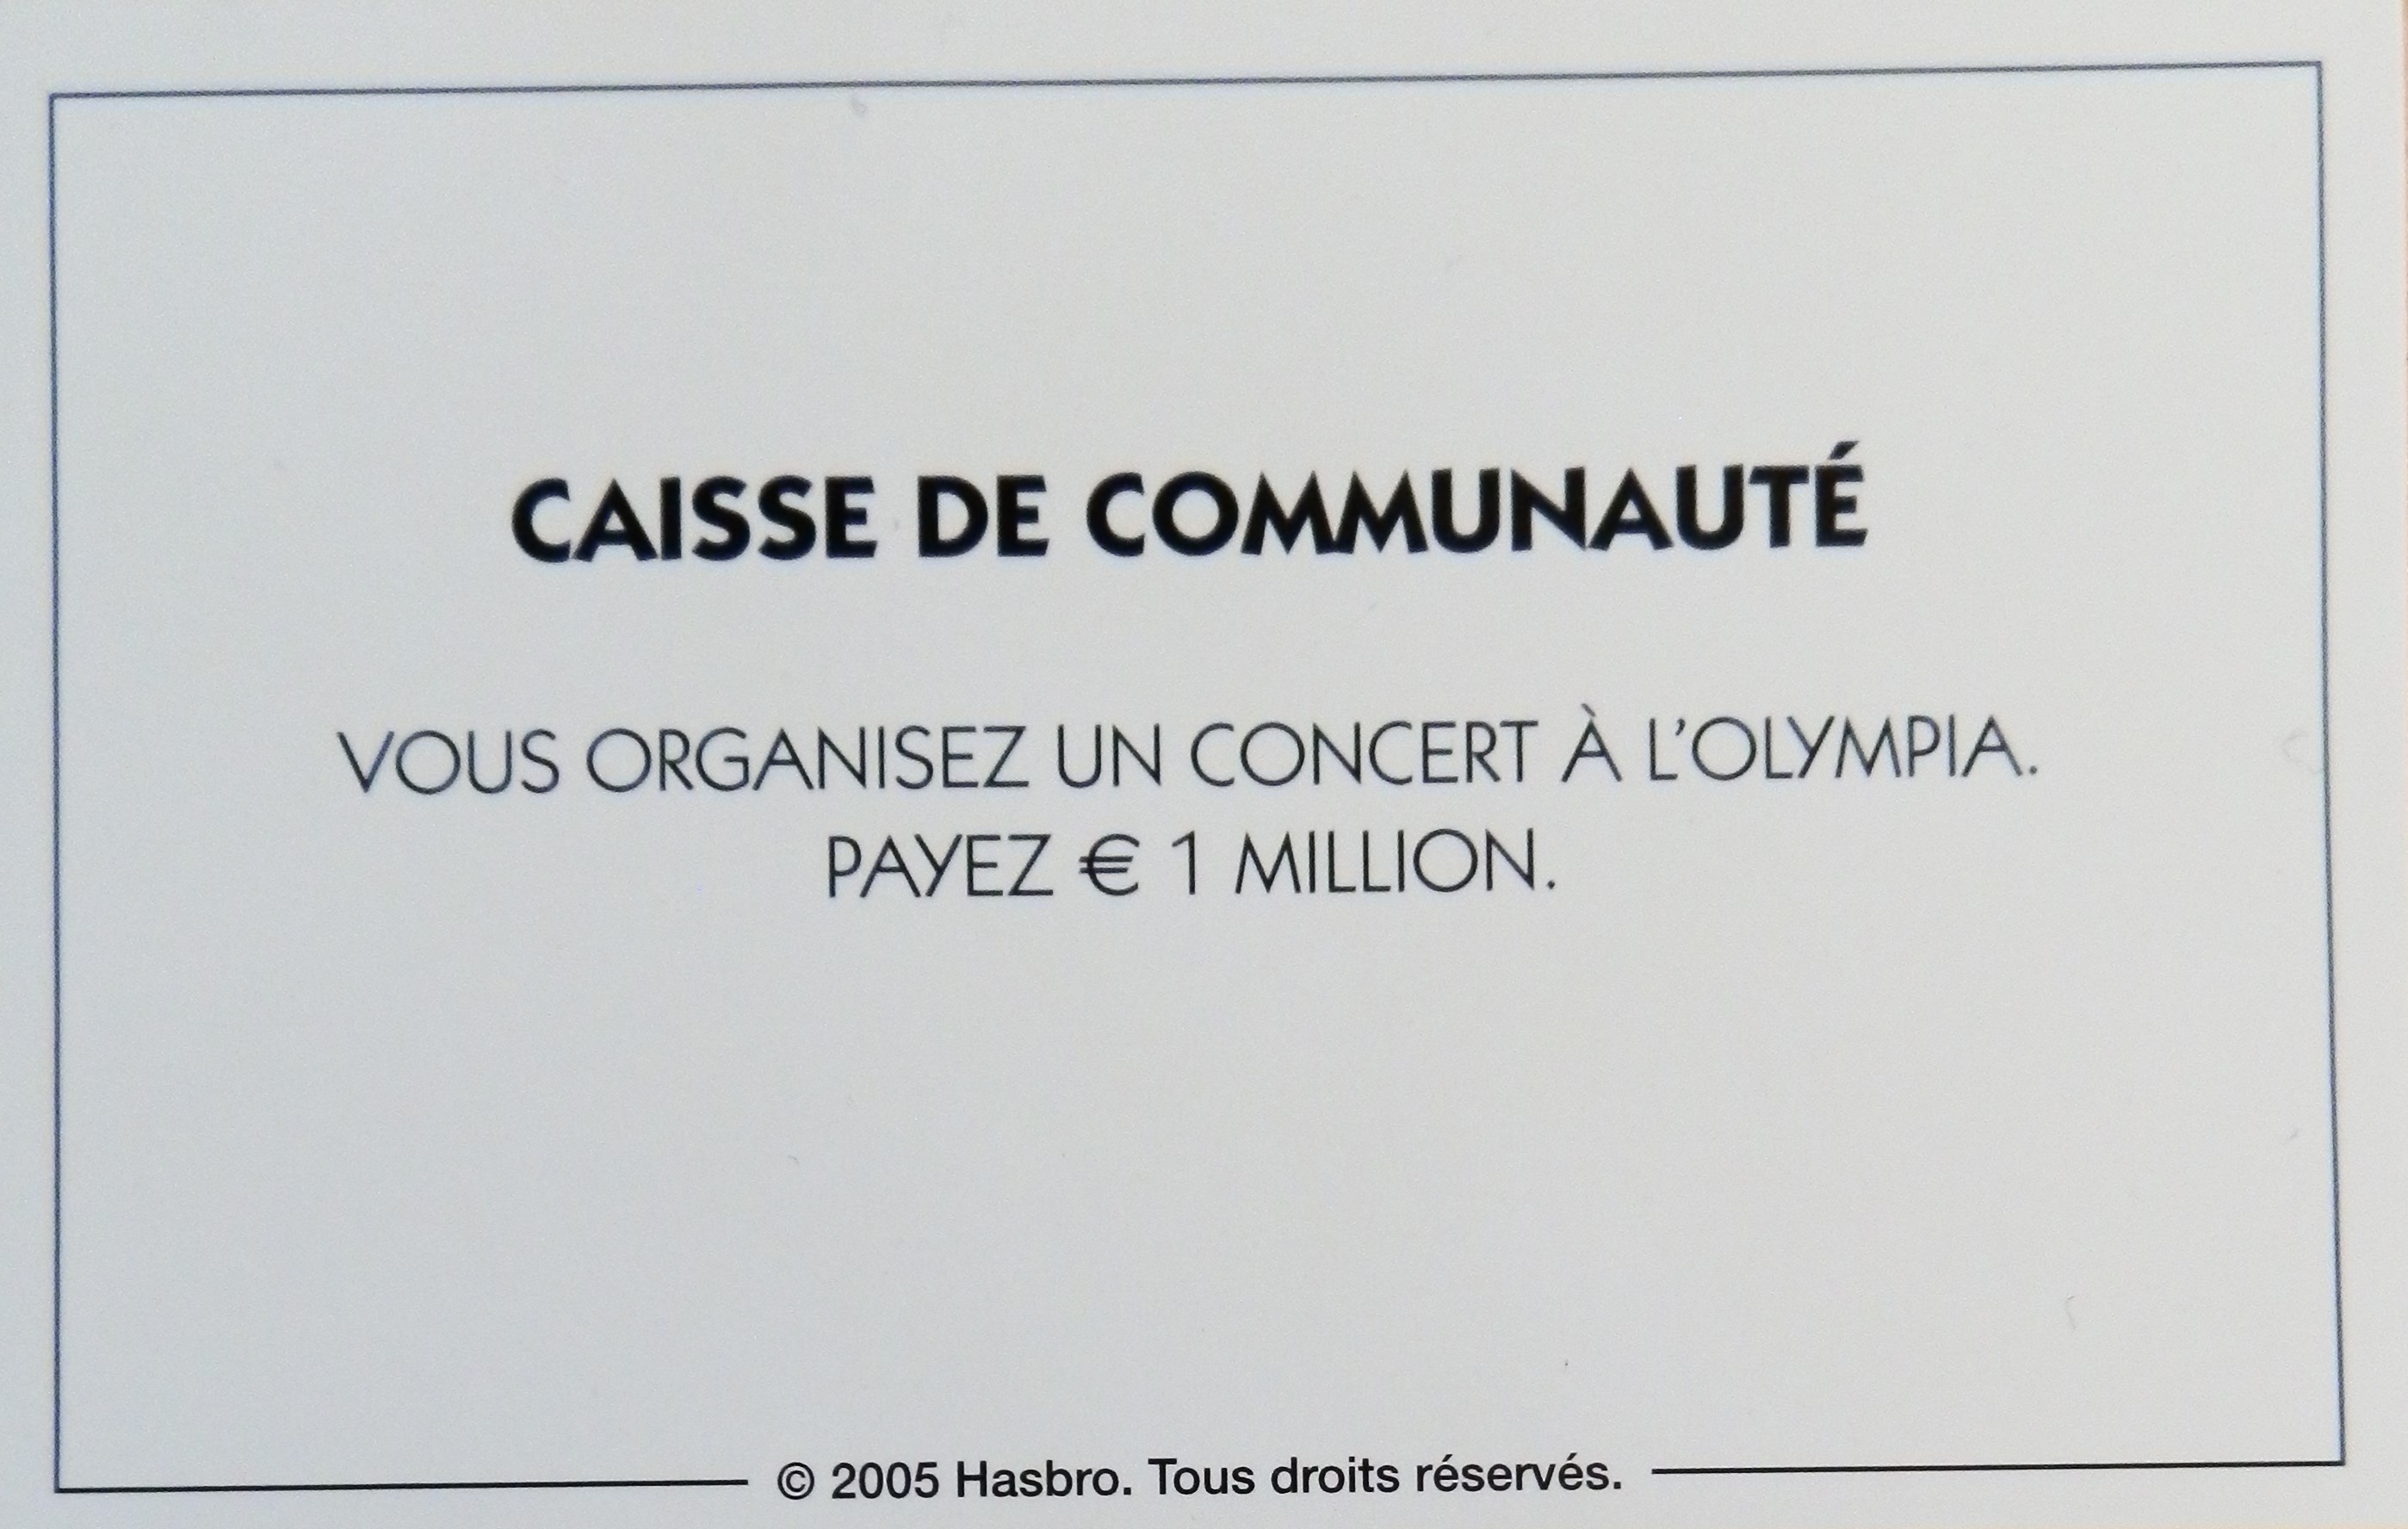 CAISSE DE COMMUNAUTÉ
VOUS ORGANISEZ UN CONCERT À L'OLYMPIA.
PAYEZ € 1 MILLION.
© 2005 Hasbro. Tous droits réservés.